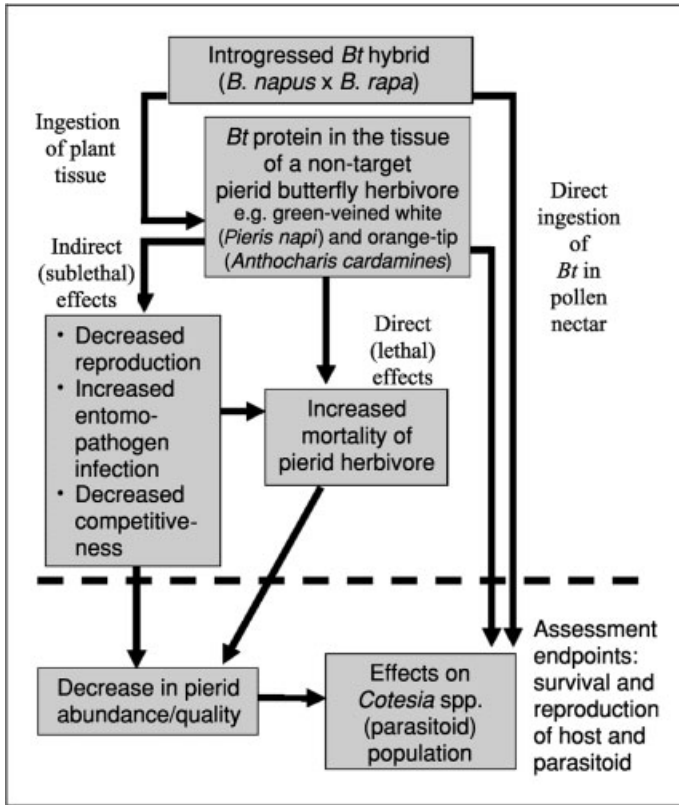 Introgressed Bt hybrid
(B. napus x B. rapa)
Ingestion
of plant
tissue
Bt protein in the tissue
of a non-target
pierid butterfly herbivore
e.g. green-veined white
(Pieris napi) and orange-tip
(Anthocharis cardamines)
Direct
ingestion
of
Bt in
pollen
nectar
Indirect
(sublethal)
effects
• Decreased
reproduction
• Increased
entomo-
pathogen
infection
• Decreased
competitive-
ness
Direct
(lethal)
effects
Increased
mortality of
pierid herbivore
Decrease in pierid
abundance/quality
Effects on
Cotesia spp.
(parasitoid)
population
Assessment
endpoints:
survival and
reproduction
of host and
parasitoid